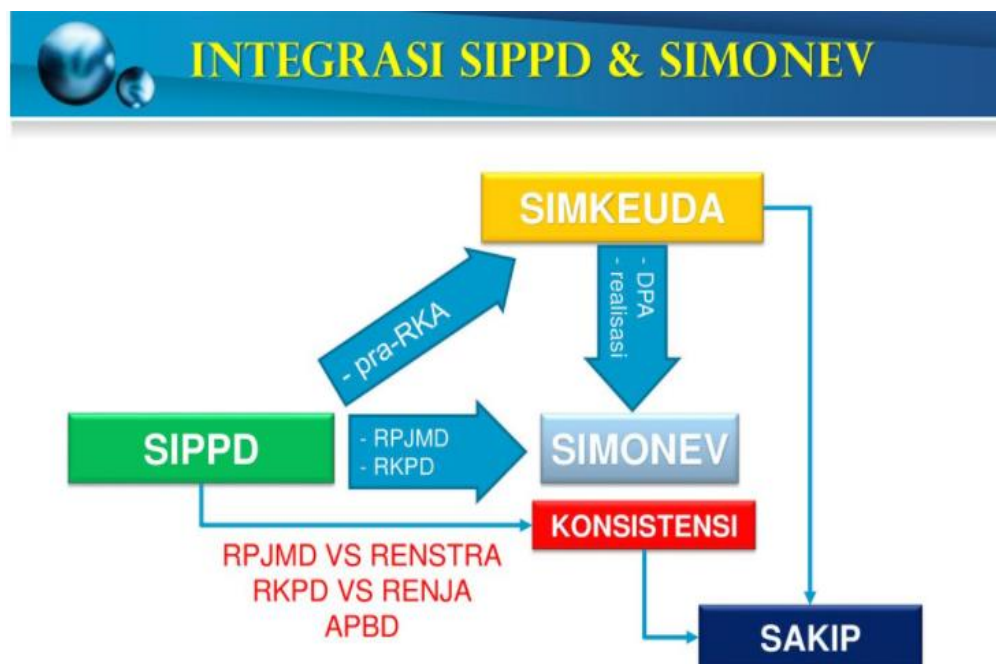 INTEGRASI SIPPD & SIMONEV
SIMKEUDA
- DPA
- realisasi
- pra-RKA
SIPPD
- RPJMD
- RKPD
SIMONEV
KONSISTENSI
RPJMD VS RENSTRA
RKPD VS RENJA
APBD
SAKIP